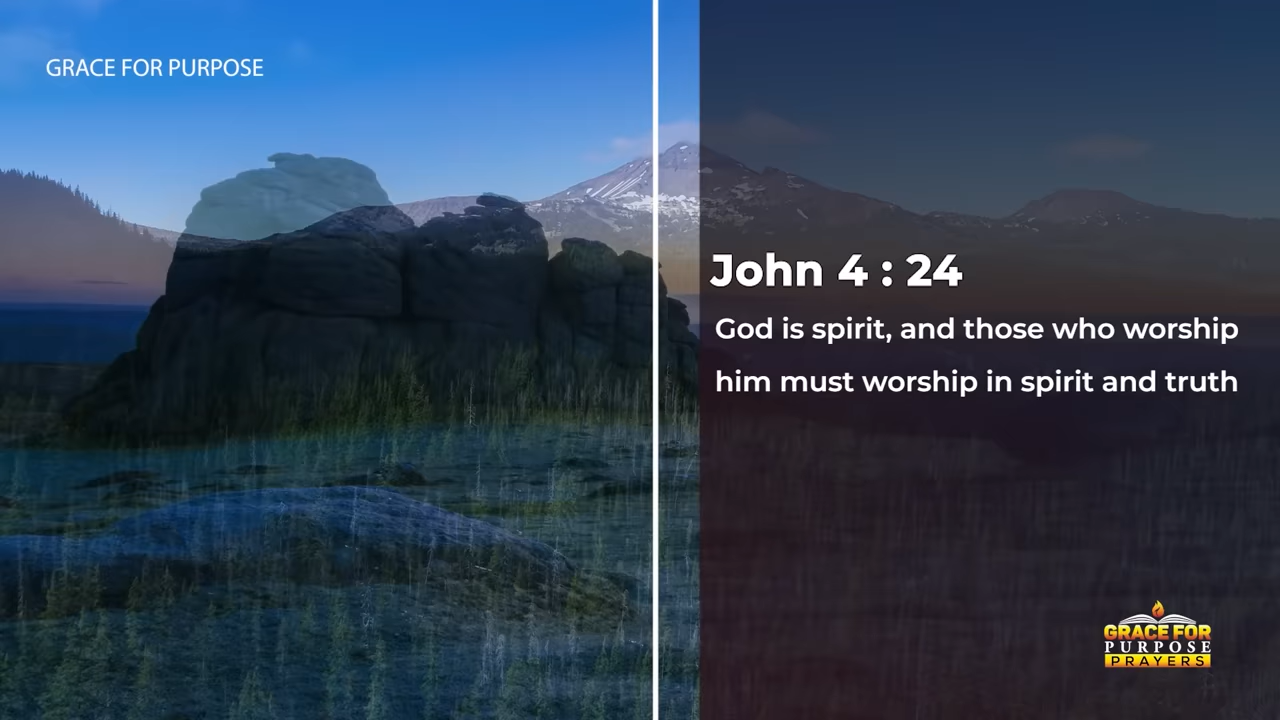 GRACE FOR PURPOSE
John 4 : 24
God is spirit, and those who worship
him must worship in spirit and truth
GRACE FOR
PURPOSE
PRAYERS